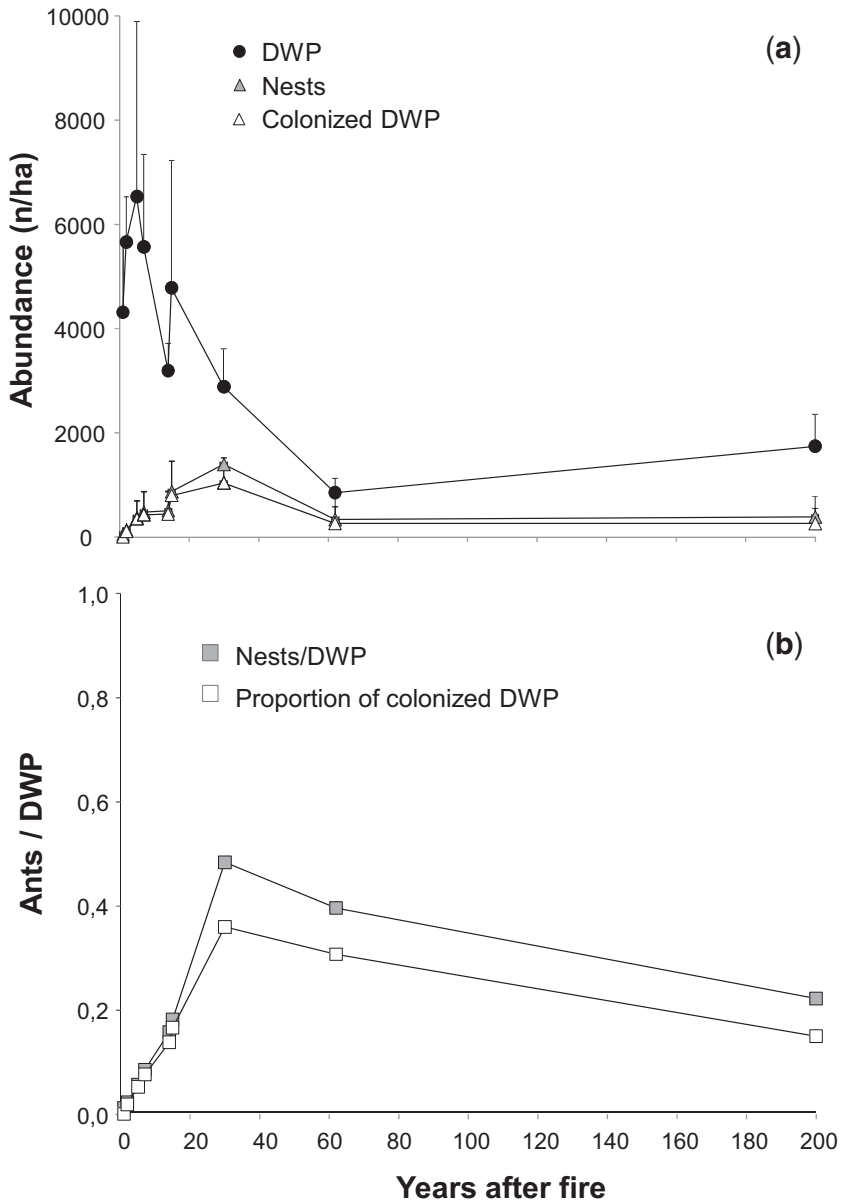 (a)
DWP
Nests
Colonized DWP
Abundance (n/ha)
10000
8000
6000
4000
2000
0
(b)
Nests/DWP
Proportion of colonized DWP
Ants / DWP
1,0
0,8
0,6
0,4
0,2
0,0
0 20 40 60 80 100 120 140 160 180 200
Years after fire